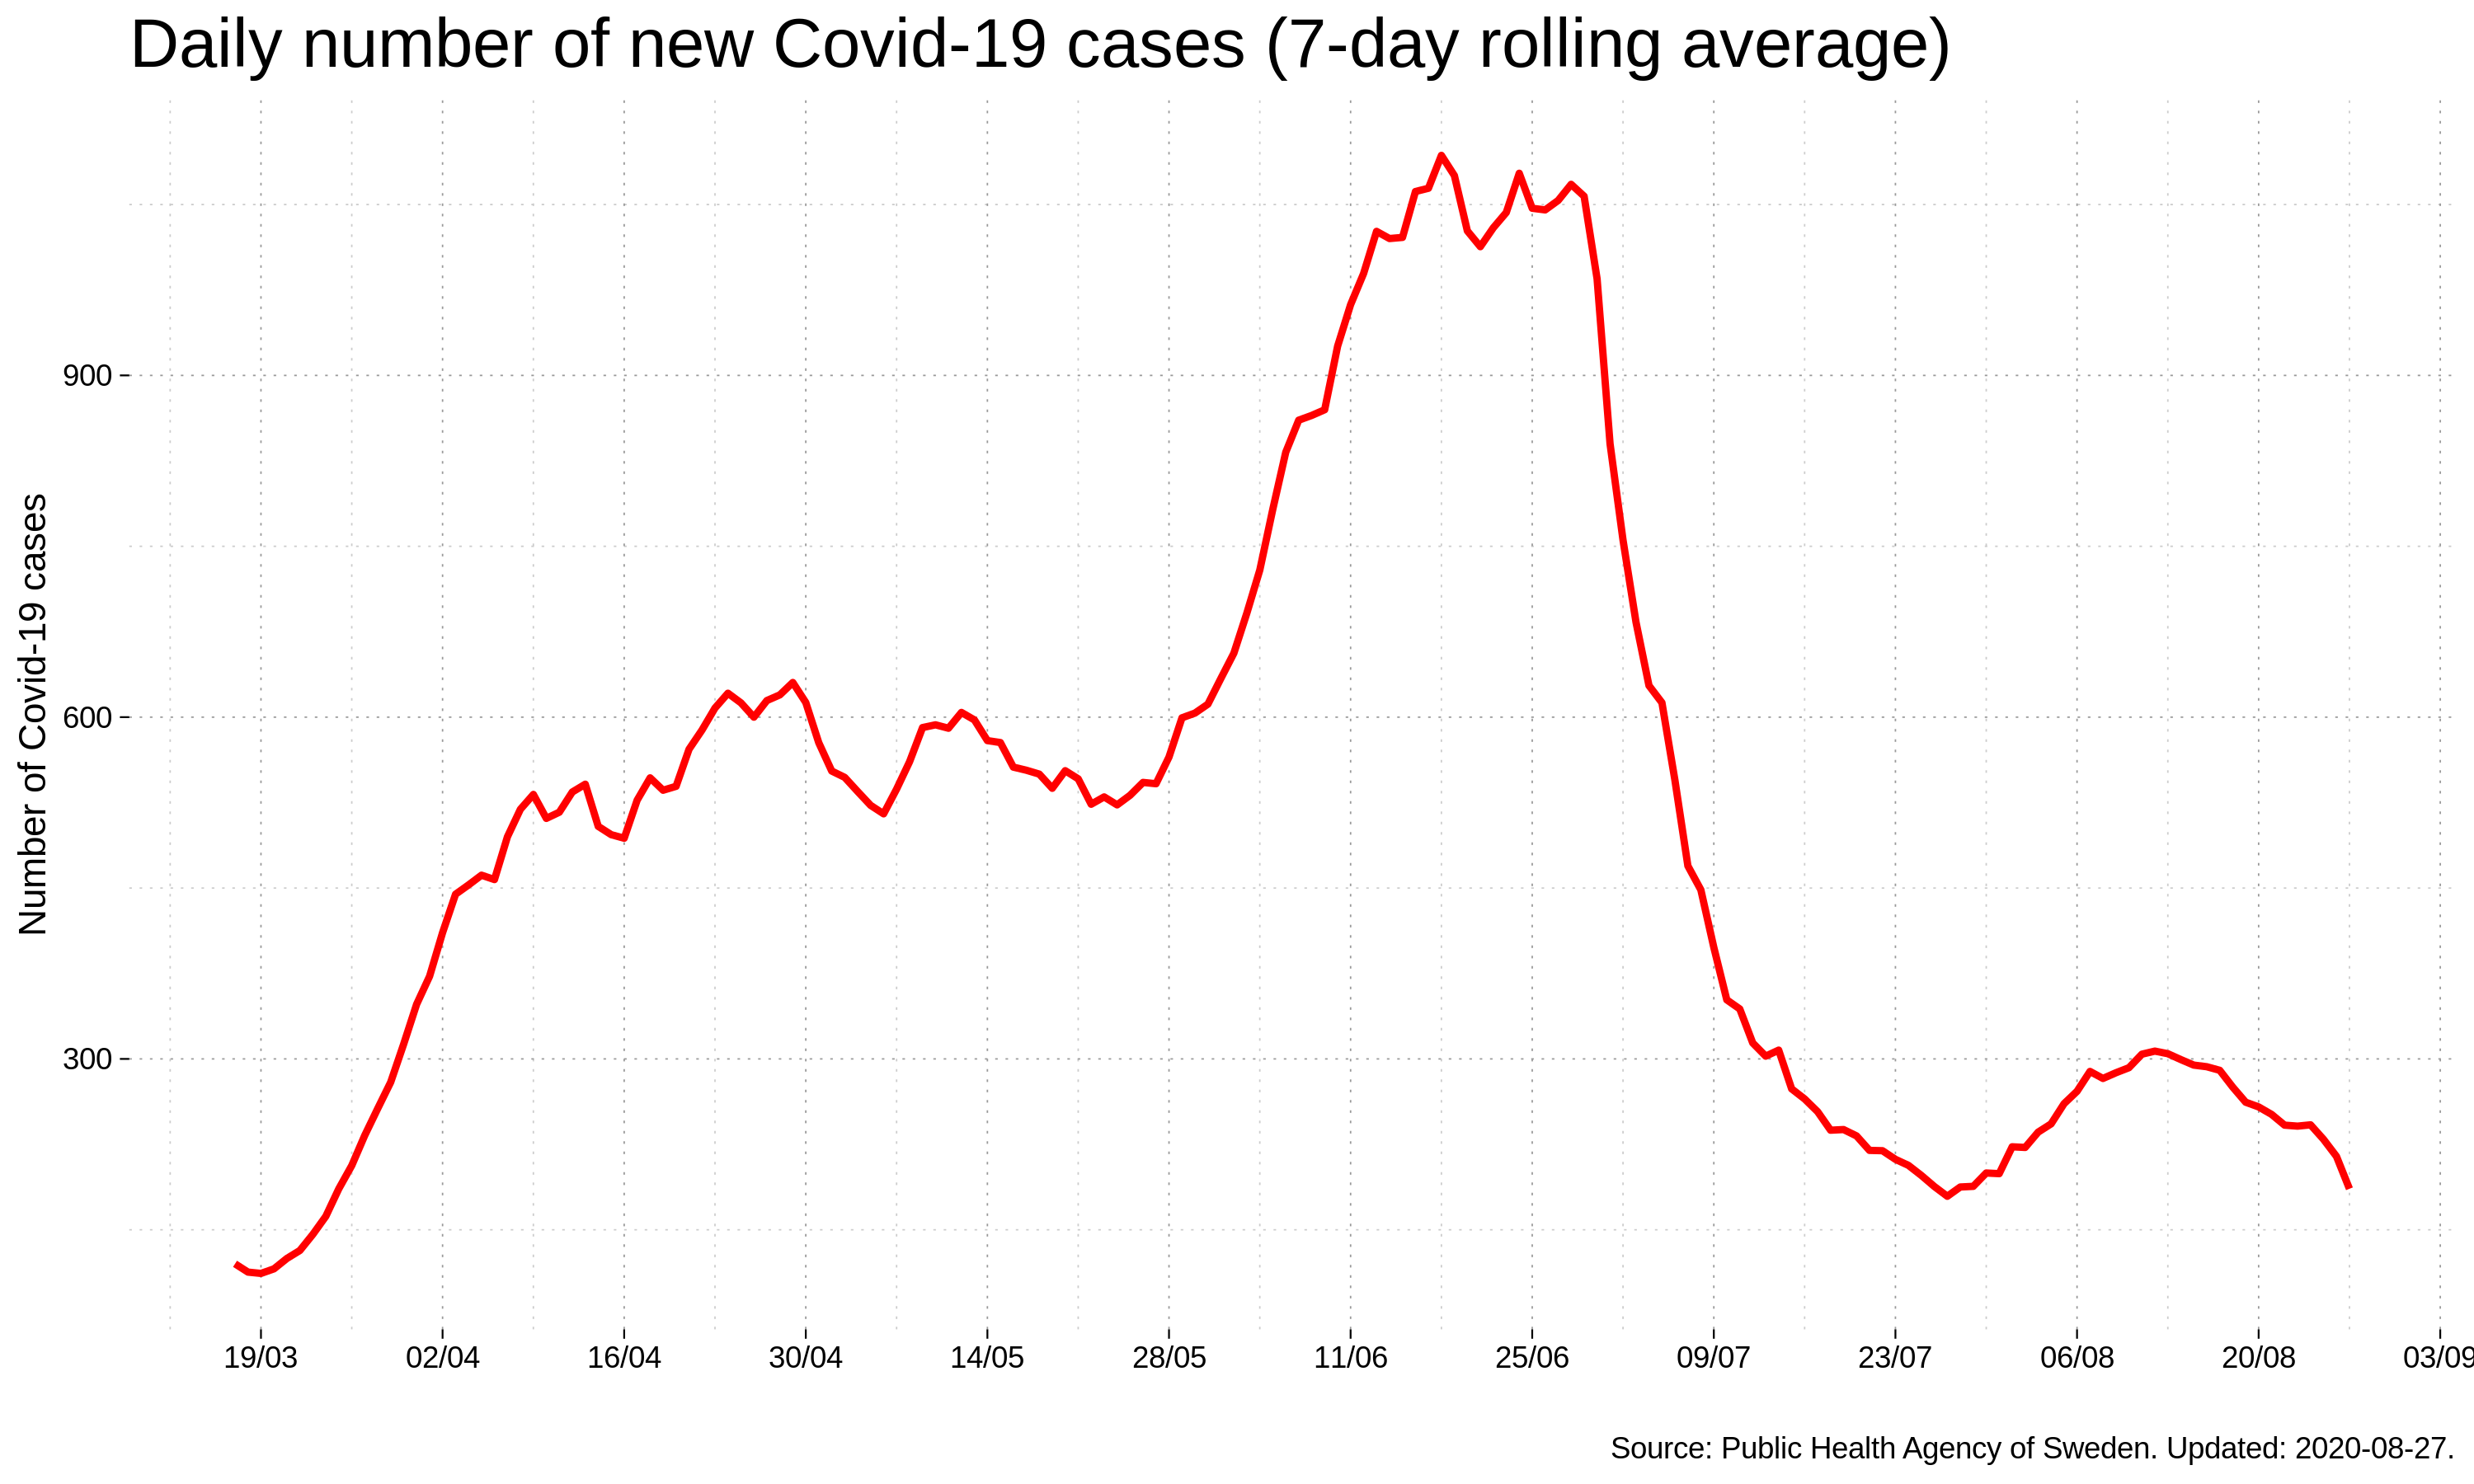 Daily number of new Covid-19 cases (7-day rolling average)
Number of Covid-19 cases
900
600
300
19/03 02/04 16/04 30/04 14/05 28/05 11/06 25/06 09/07 23/07 06/08 20/08 03/09
Source: Public Health Agency of Sweden. Updated: 2020-08-27.